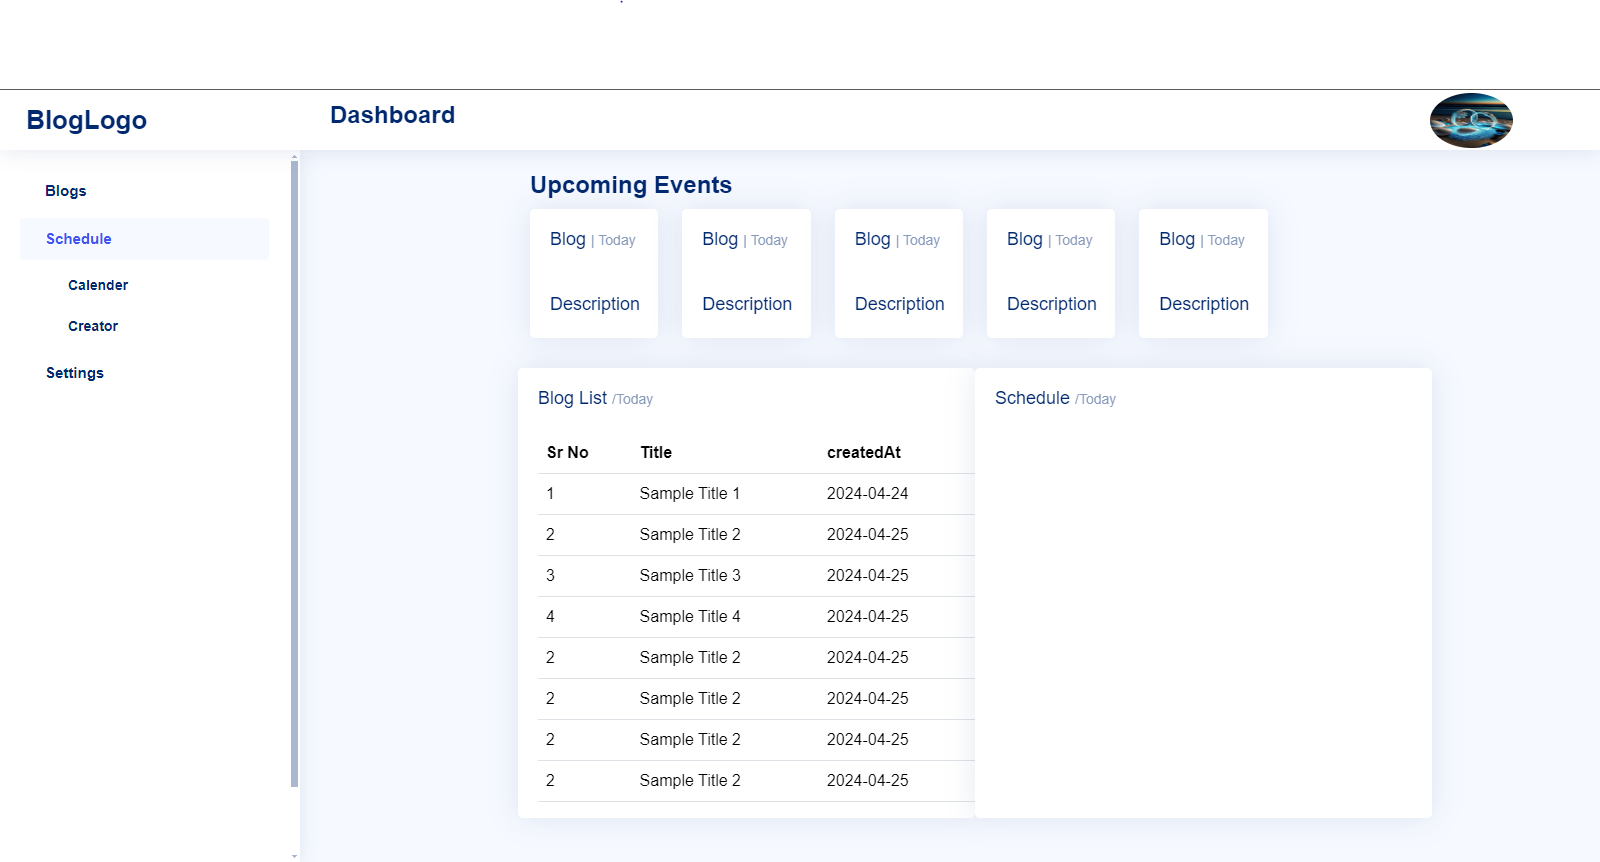 BlogLogo
Dashboard
Blogs
Schedule
Calender
Creator
Settings
Upcoming Events
Blog | Today
Description
Blog | Today
Description
Blog | Today
Description
Blog | Today
Description
Blog | Today
Description
Blog List /Today
Sr No Title createdAt
1 Sample Title 1 2024-04-24
2 Sample Title 2 2024-04-25
3 Sample Title 3 2024-04-25
4 Sample Title 4 2024-04-25
2 Sample Title 2 2024-04-25
2 Sample Title 2 2024-04-25
2 Sample Title 2 2024-04-25
2 Sample Title 2 2024-04-25
Schedule /Today